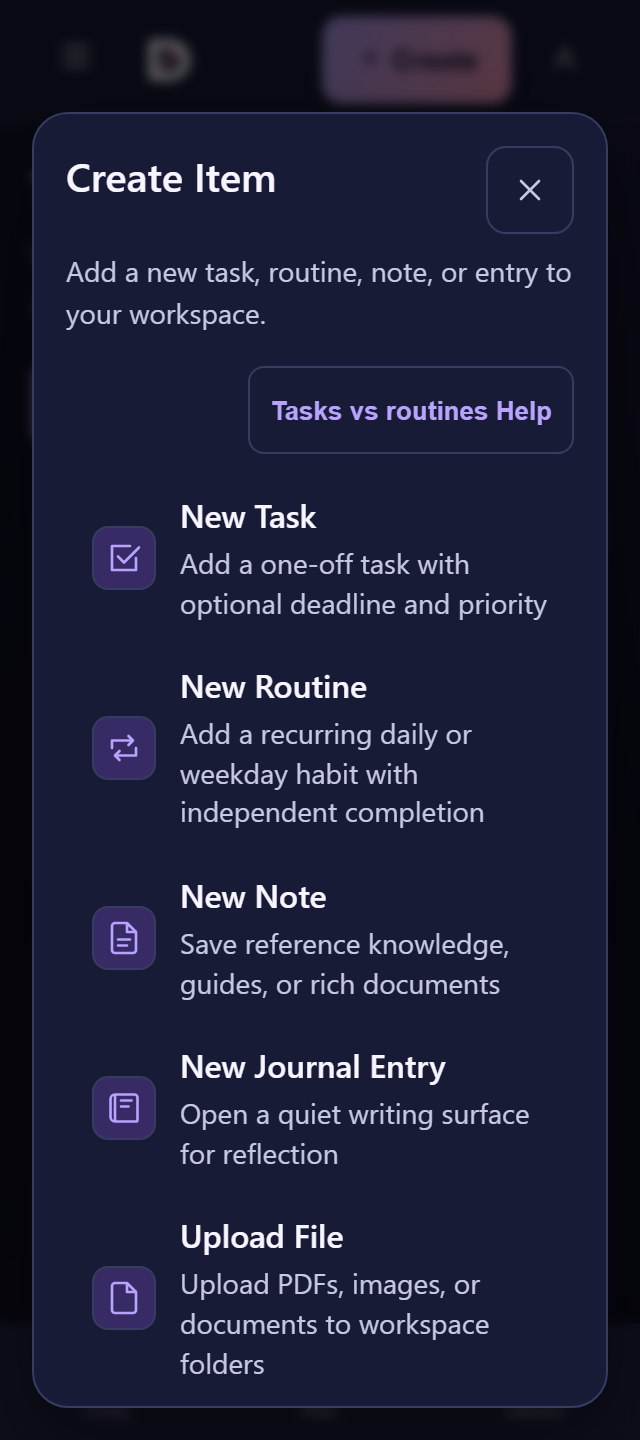 Create
Create Item
Add a new task, routine, note, or entry to
your workspace.
Tasks vs routines Help
New Task
Add a one-off task with
optional deadline and priority
New Routine
Add a recurring daily or
weekday habit with
independent completion
New Note
Save reference knowledge,
guides, or rich documents
New Journal Entry
Open a quiet writing surface
for reflection
Upload File
Upload PDFs, images, or
documents to workspace
folders